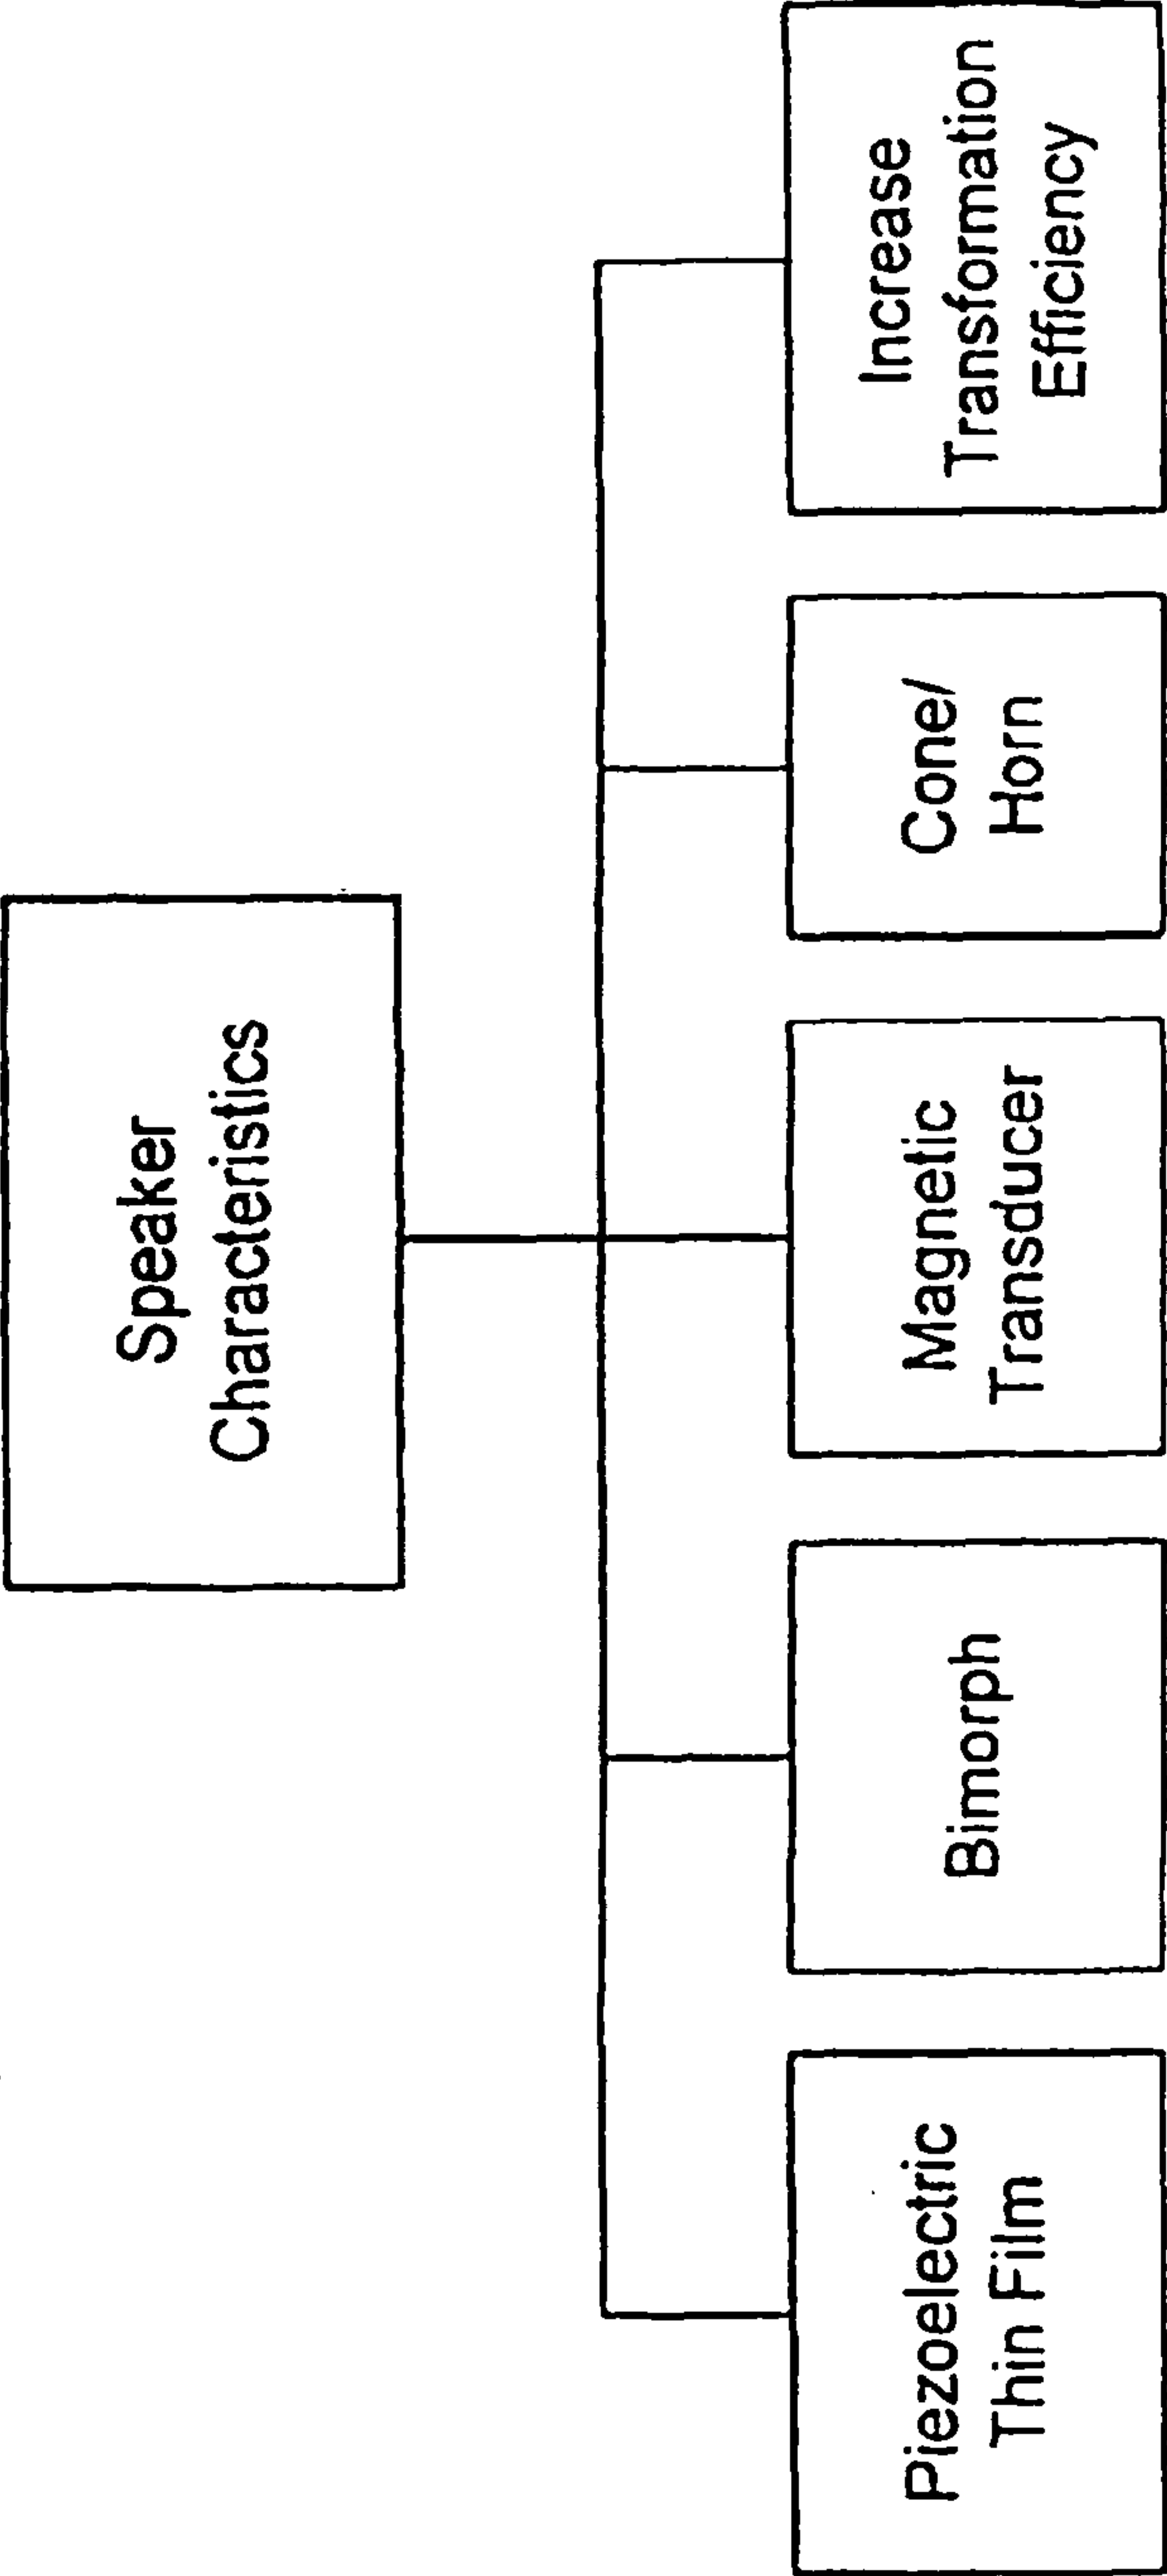 Speaker
Characteristics
Piezoelectric
Thin Film
Bimorph
Magnetic
Transducer
Cone/
Horn
Increase
Transformation
Efficiency